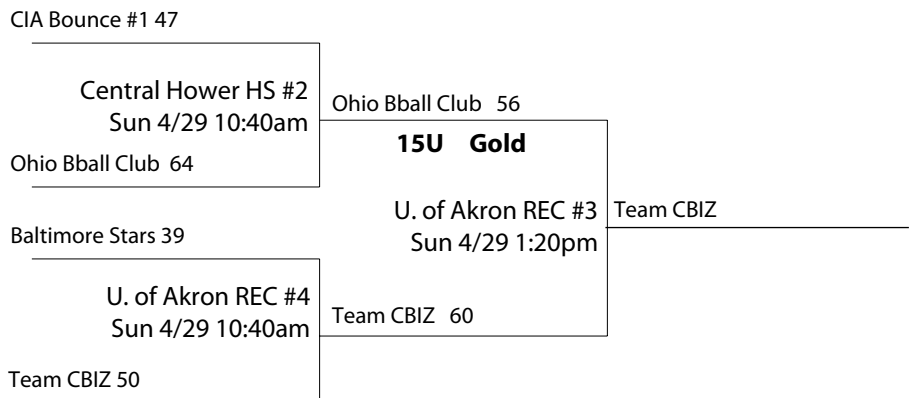 CIA Bounce #1 47
Central Hower HS #2
Sun 4/29 10:40am
Ohio Bball Club 64
Ohio Bball Club 56
15U Gold
U. of Akron REC #3
Sun 4/29 1:20pm
Team CBIZ
Baltimore Stars 39
U. of Akron REC #4
Sun 4/29 10:40am
Team CBIZ 60
Team CBIZ 50